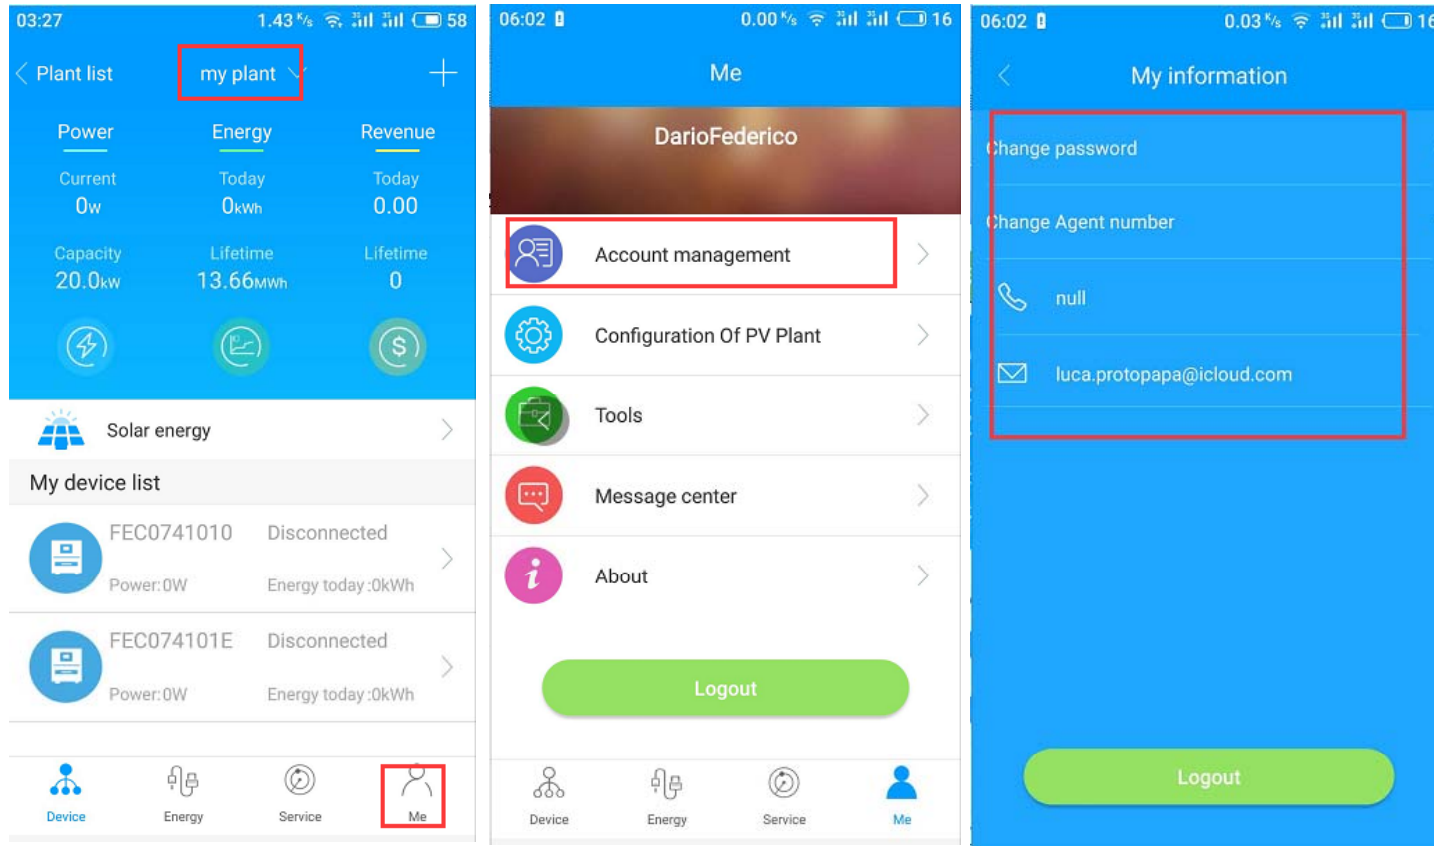 03:27 1.43 K/s 58
Plant list my plant
Power Energy Revenue
Current Today Today
0W 0kWh 0.00
Capacity Lifetime Lifetime
20.0kW 13.66MWh 0
$
Solar energy
My device list
FEC0741010 Disconnected
Power:0W Energy today :0kWh
FEC074101E Disconnected
Power:0W Energy today :0kWh
Device Energy Service Me
06:02 0.00 K/s 16
Me
DarioFederico
Account management
Configuration Of PV Plant
Tools
Message center
i
About
Logout
Device Energy Service Me
06:02 0.03 K/s 16
My information
Change password
Change Agent number
null
luca.protopapa@icloud.com
Logout